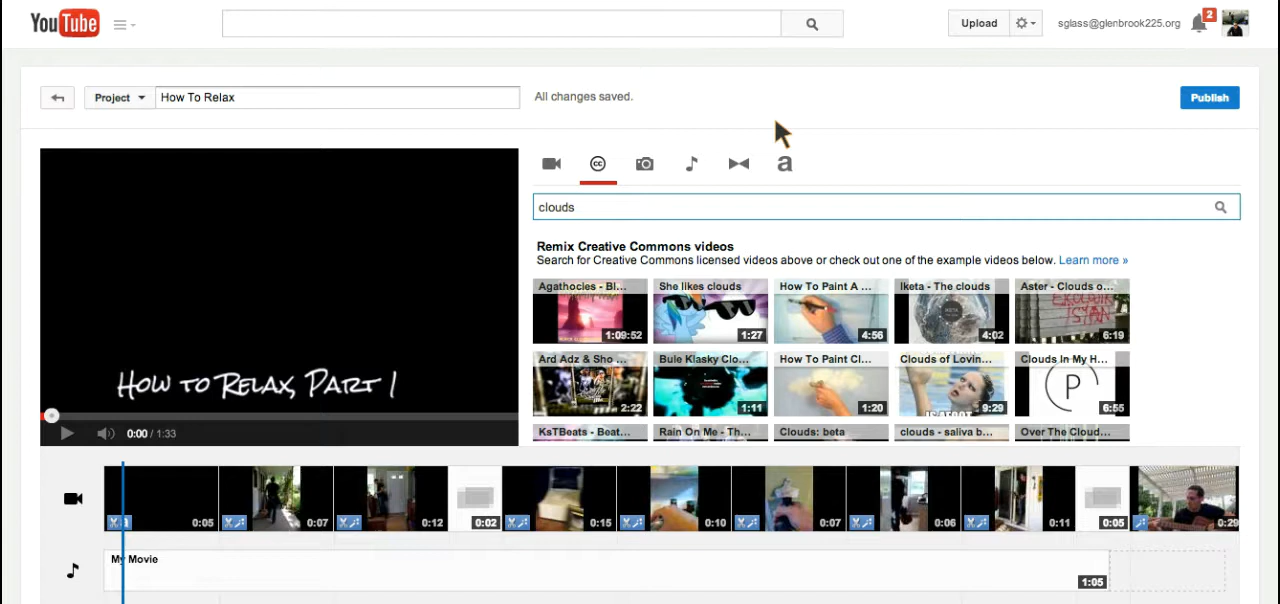 YouTube
Upload
sglass@glenbrook225.org
2
Project
How To Relax
All changes saved.
Publish
a
clouds
Remix Creative Commons videos
Search for Creative Commons licensed videos above or check out one of the example videos below. Learn more »
Agathocles - Bl...
She likes clouds
How To Paint A ...
Iketa - The clouds
Aster - Clouds o...
1:09:52
1:27
4:56
4:02
6:19
Ard Adz & Sho ...
Bule Klasky Clo...
How To Paint Cl...
Clouds of Lovin...
Clouds In My H...
P
2:22
1:11
1:20
9:29
6:55
KsTBeats - Beat...
Rain On Me - Th...
Clouds: beta
clouds - saliva b...
Over The Cloud...
How to Relax, Part 1
0:00 / 1:33
0:05
0:07
0:12
0:02
0:15
0:10
0:07
0:06
0:11
0:05
0:29
My Movie
1:05